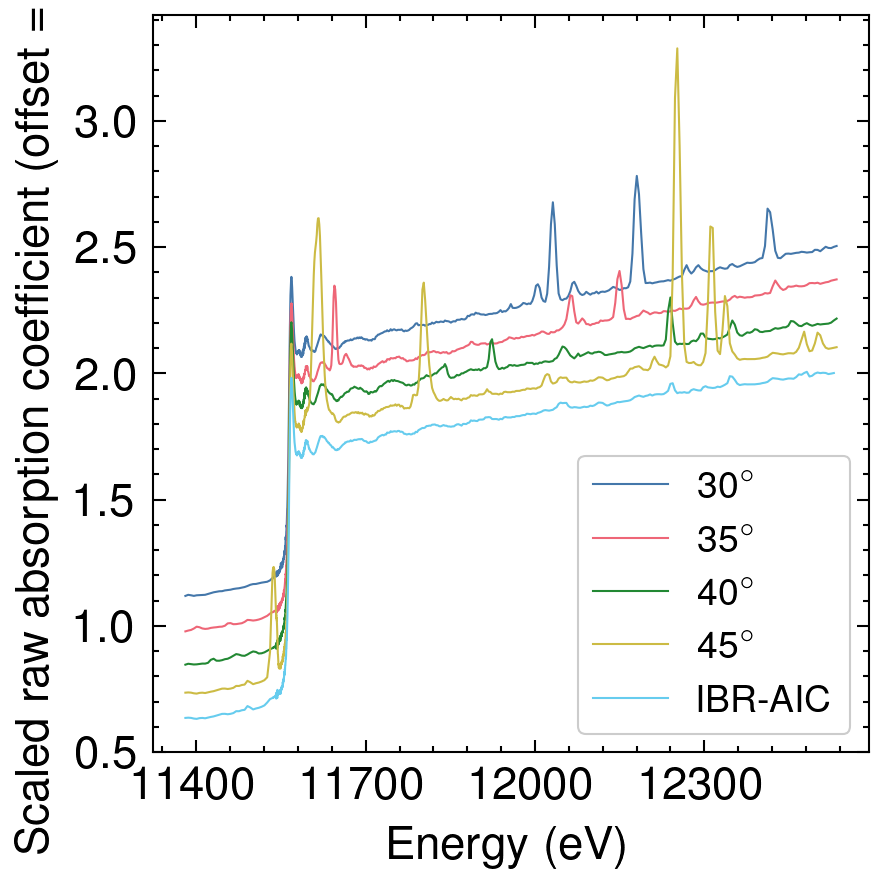 Scaled raw absorption coefficient (offset =
3.0
2.5
2.0
1.5
1.0
0.5
11400 11700 12000 12300
Energy (eV)
30°
35°
40°
45°
IBR-AIC